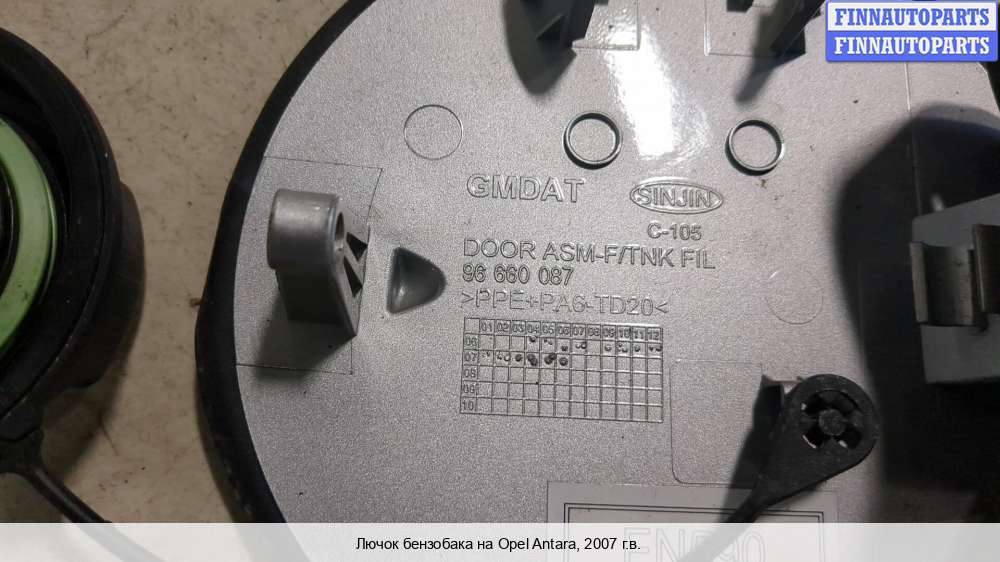 FINNAUTOPARTS
FINNAUTOPARTS
GMDAT
SINJIN
C-105
DOOR ASM-F/TNK FIL
96 660 087
>PPE+PA6-TD20<
01 02 03 04 05 06 07 08 09 10 11 12
06
07
08
09
10
EN590
Лючок бензобака на Opel Antara, 2007 г.в.